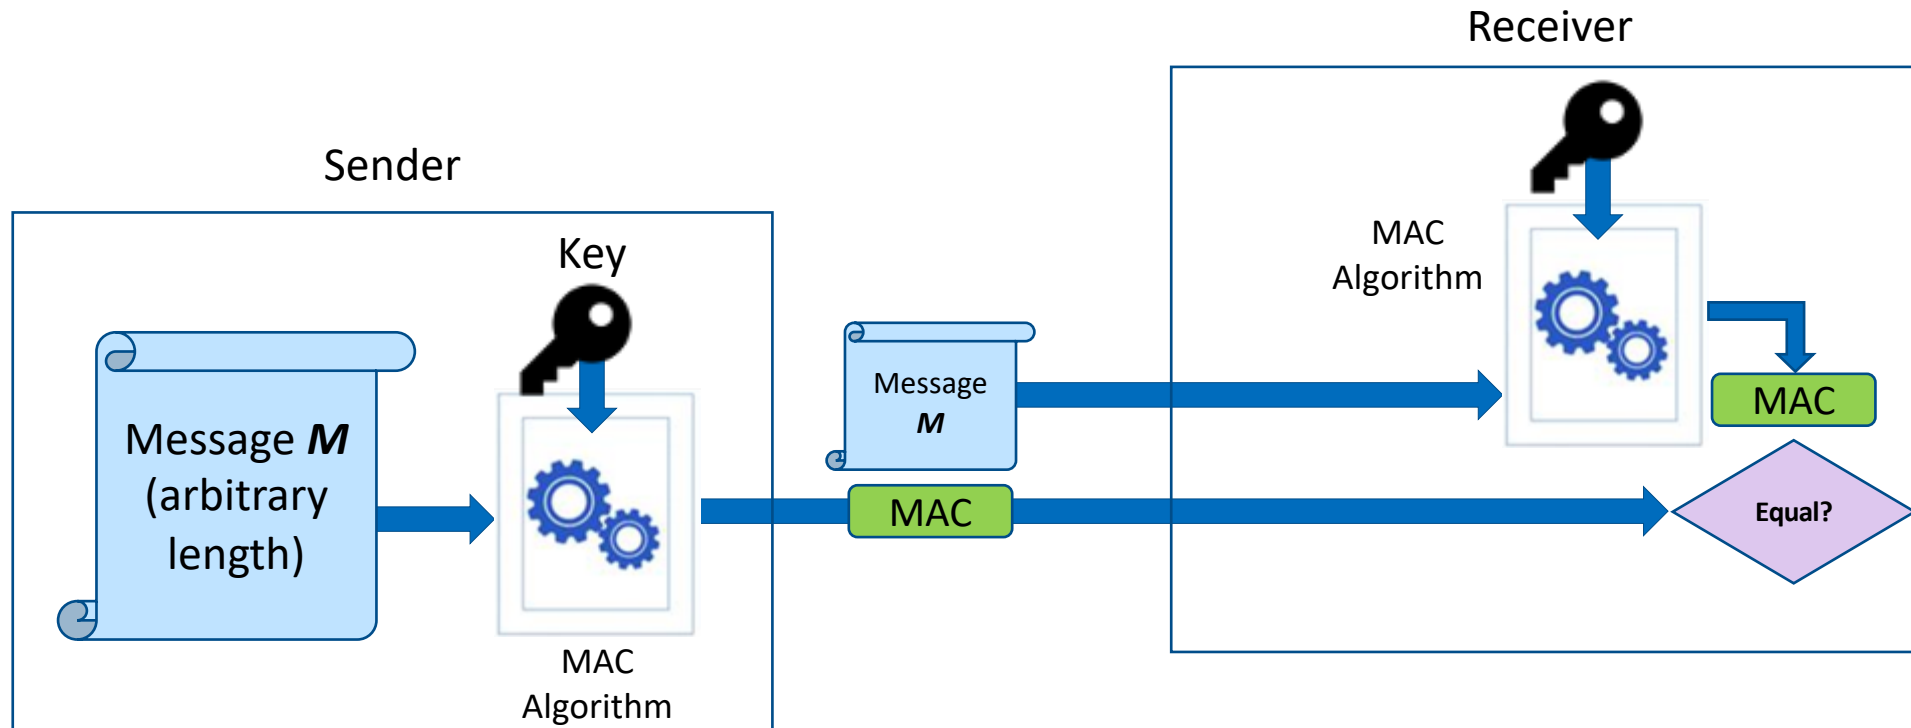 Sender
Key
Message M
(arbitrary
length)
MAC
Algorithm
Message
M
MAC
Receiver
MAC
Algorithm
MAC
Equal?